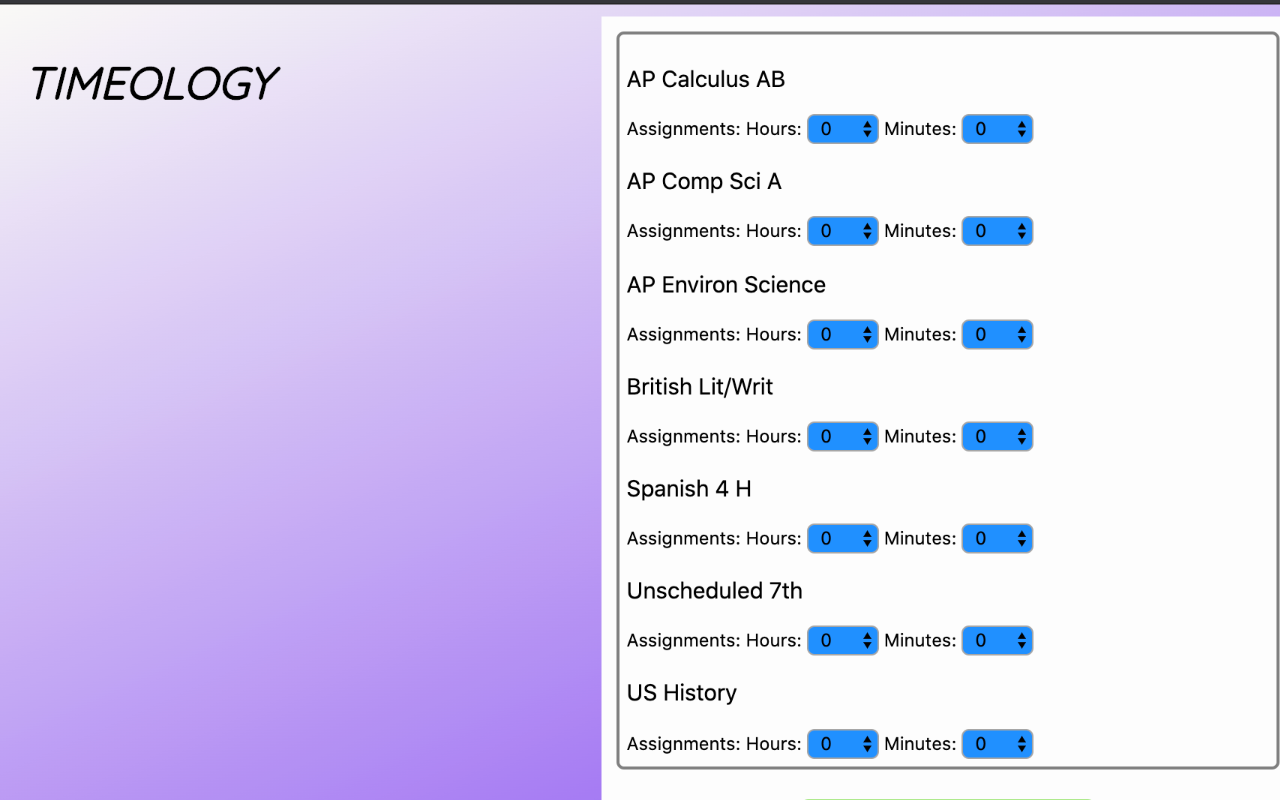 TIMEOLOGY
AP Calculus AB
Assignments: Hours: 0 Minutes: 0
AP Comp Sci A
Assignments: Hours: 0 Minutes: 0
AP Environ Science
Assignments: Hours: 0 Minutes: 0
British Lit/Writ
Assignments: Hours: 0 Minutes: 0
Spanish 4 H
Assignments: Hours: 0 Minutes: 0
Unscheduled 7th
Assignments: Hours: 0 Minutes: 0
US History
Assignments: Hours: 0 Minutes: 0